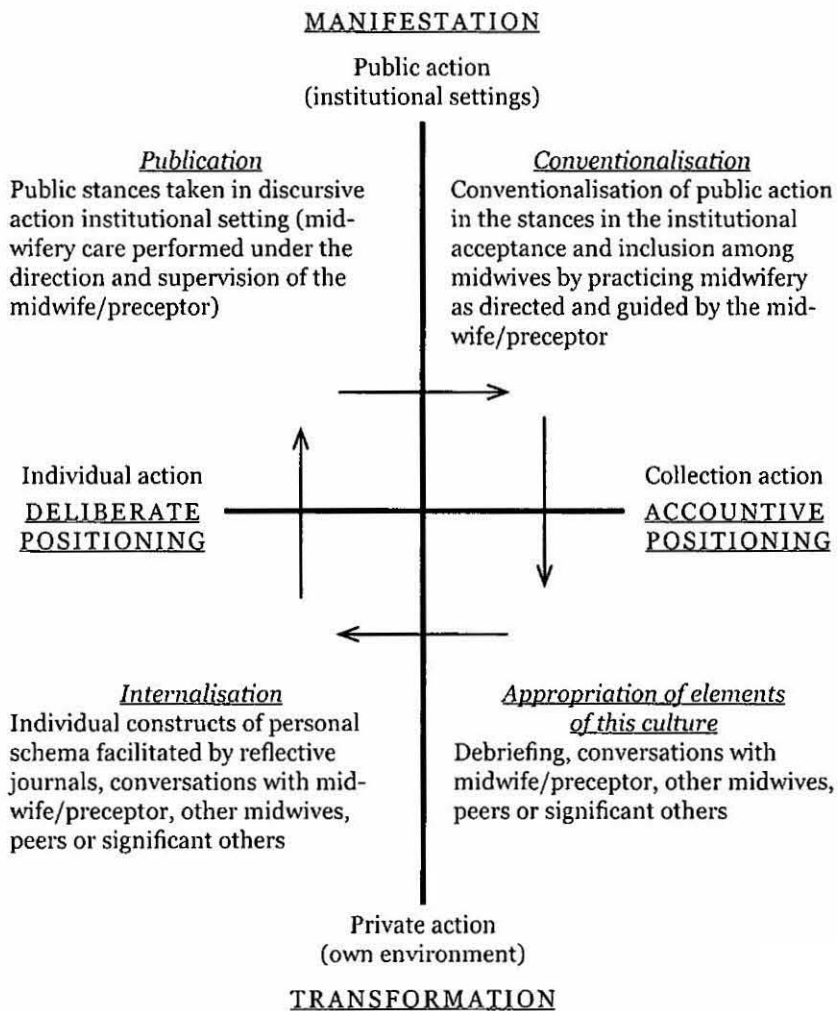 MANIFESTATION
Public action
(institutional settings)
Publication
Public stances taken in discursive
action institutional setting (mid-
wifery care performed under the
direction and supervision of the
midwife/preceptor)
Conventionalisation
Conventionalisation of public action
in the stances in the institutional
acceptance and inclusion among
midwives by practicing midwifery
as directed and guided by the mid-
wife/preceptor
Individual action
DELIBERATE
POSITIONING
Collection action
ACCOUNTIVE
POSITIONING
Internalisation
Individual constructs of personal
schema facilitated by reflective
journals, conversations with mid-
wife/preceptor, other midwives,
peers or significant others
Appropriation of elements
of this culture
Debriefing, conversations with
midwife/preceptor, other midwives,
peers or significant others
Private action
(own environment)
TRANSFORMATION